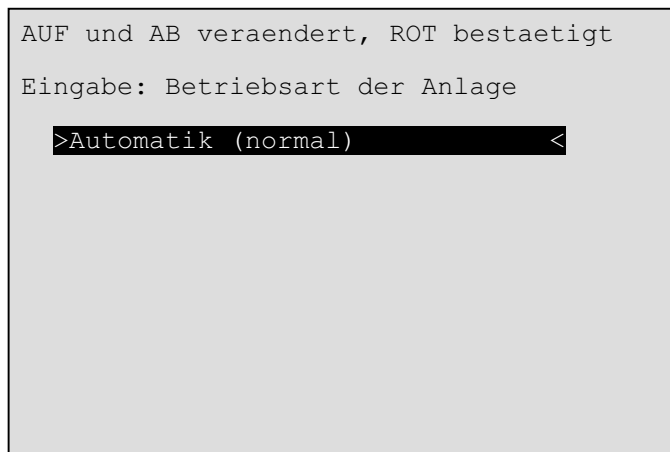 AUF und AB veraendert, ROT bestaetigt
Eingabe: Betriebsart der Anlage
>Automatik (normal) <